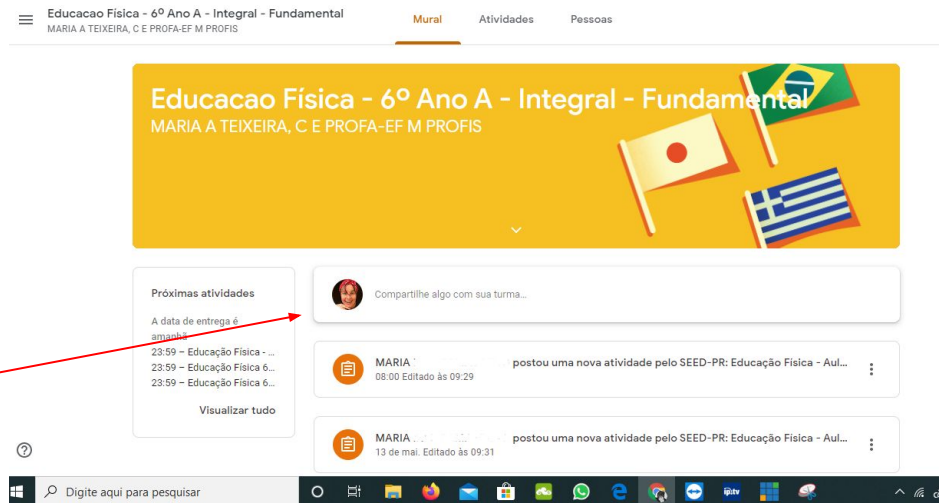 Educacao Física - 6º Ano A - Integral - Fundamental
MARIA A TEIXEIRA, C E PROFA-EF M PROFIS
Mural
Atividades
Pessoas
Educacao Física - 6º Ano A - Integral - Fundamental
MARIA A TEIXEIRA, C E PROFA-EF M PROFIS
Próximas atividades
A data de entrega é
amanhã
23:59 – Educação Física - ...
23:59 – Educação Física 6...
23:59 – Educação Física 6...
Visualizar tudo
Compartilhe algo com sua turma...
MARIA postou uma nova atividade pelo SEED-PR: Educação Física - Aul...
08:00 Editado às 09:29
MARIA postou uma nova atividade pelo SEED-PR: Educação Física - Aul...
13 de mai. Editado às 09:31
Digite aqui para pesquisar
ip.tv